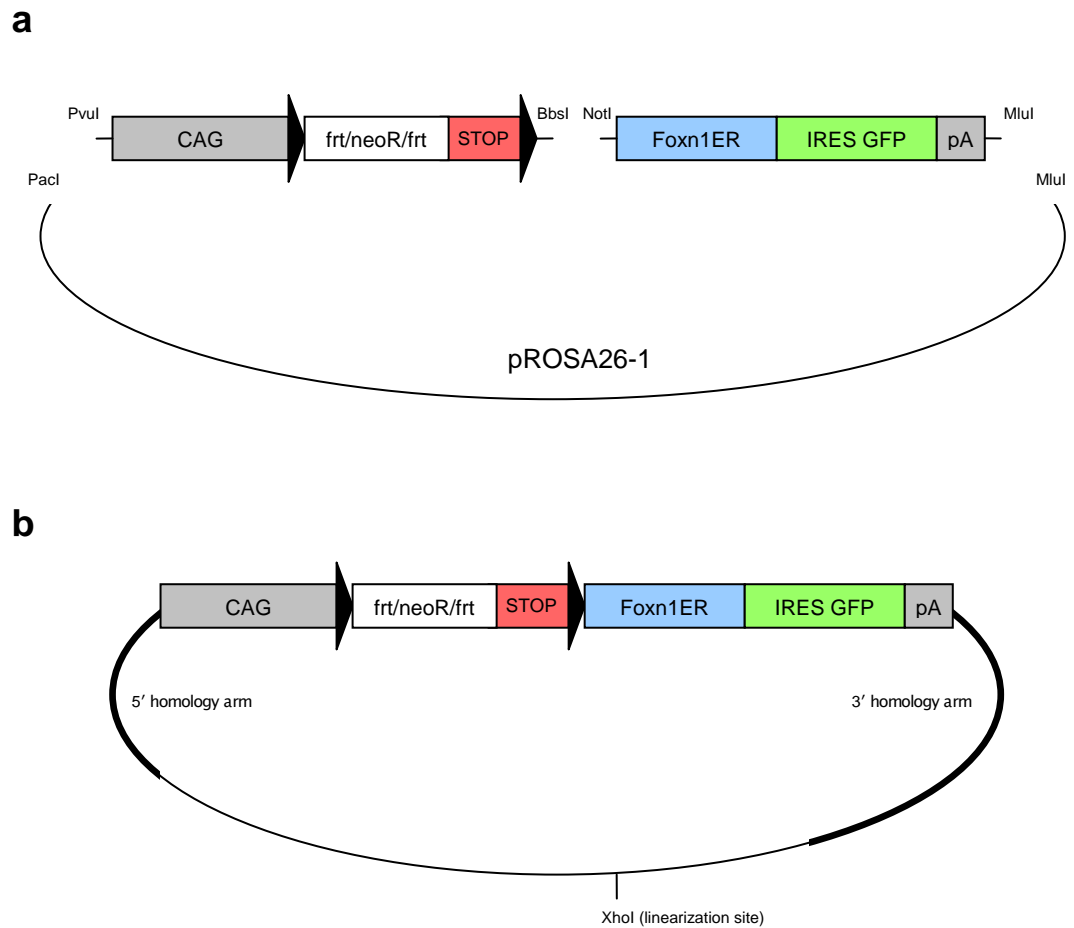 a
PvuI
BbsI
NotI
MluI
CAG
frt/neoR/frt
STOP
Foxn1ER
IRES GFP
pA
PacI
MluI
pROSA26-1
b
CAG
frt/neoR/frt
STOP
Foxn1ER
IRES GFP
pA
5′ homology arm
3′ homology arm
XhoI (linearization site)